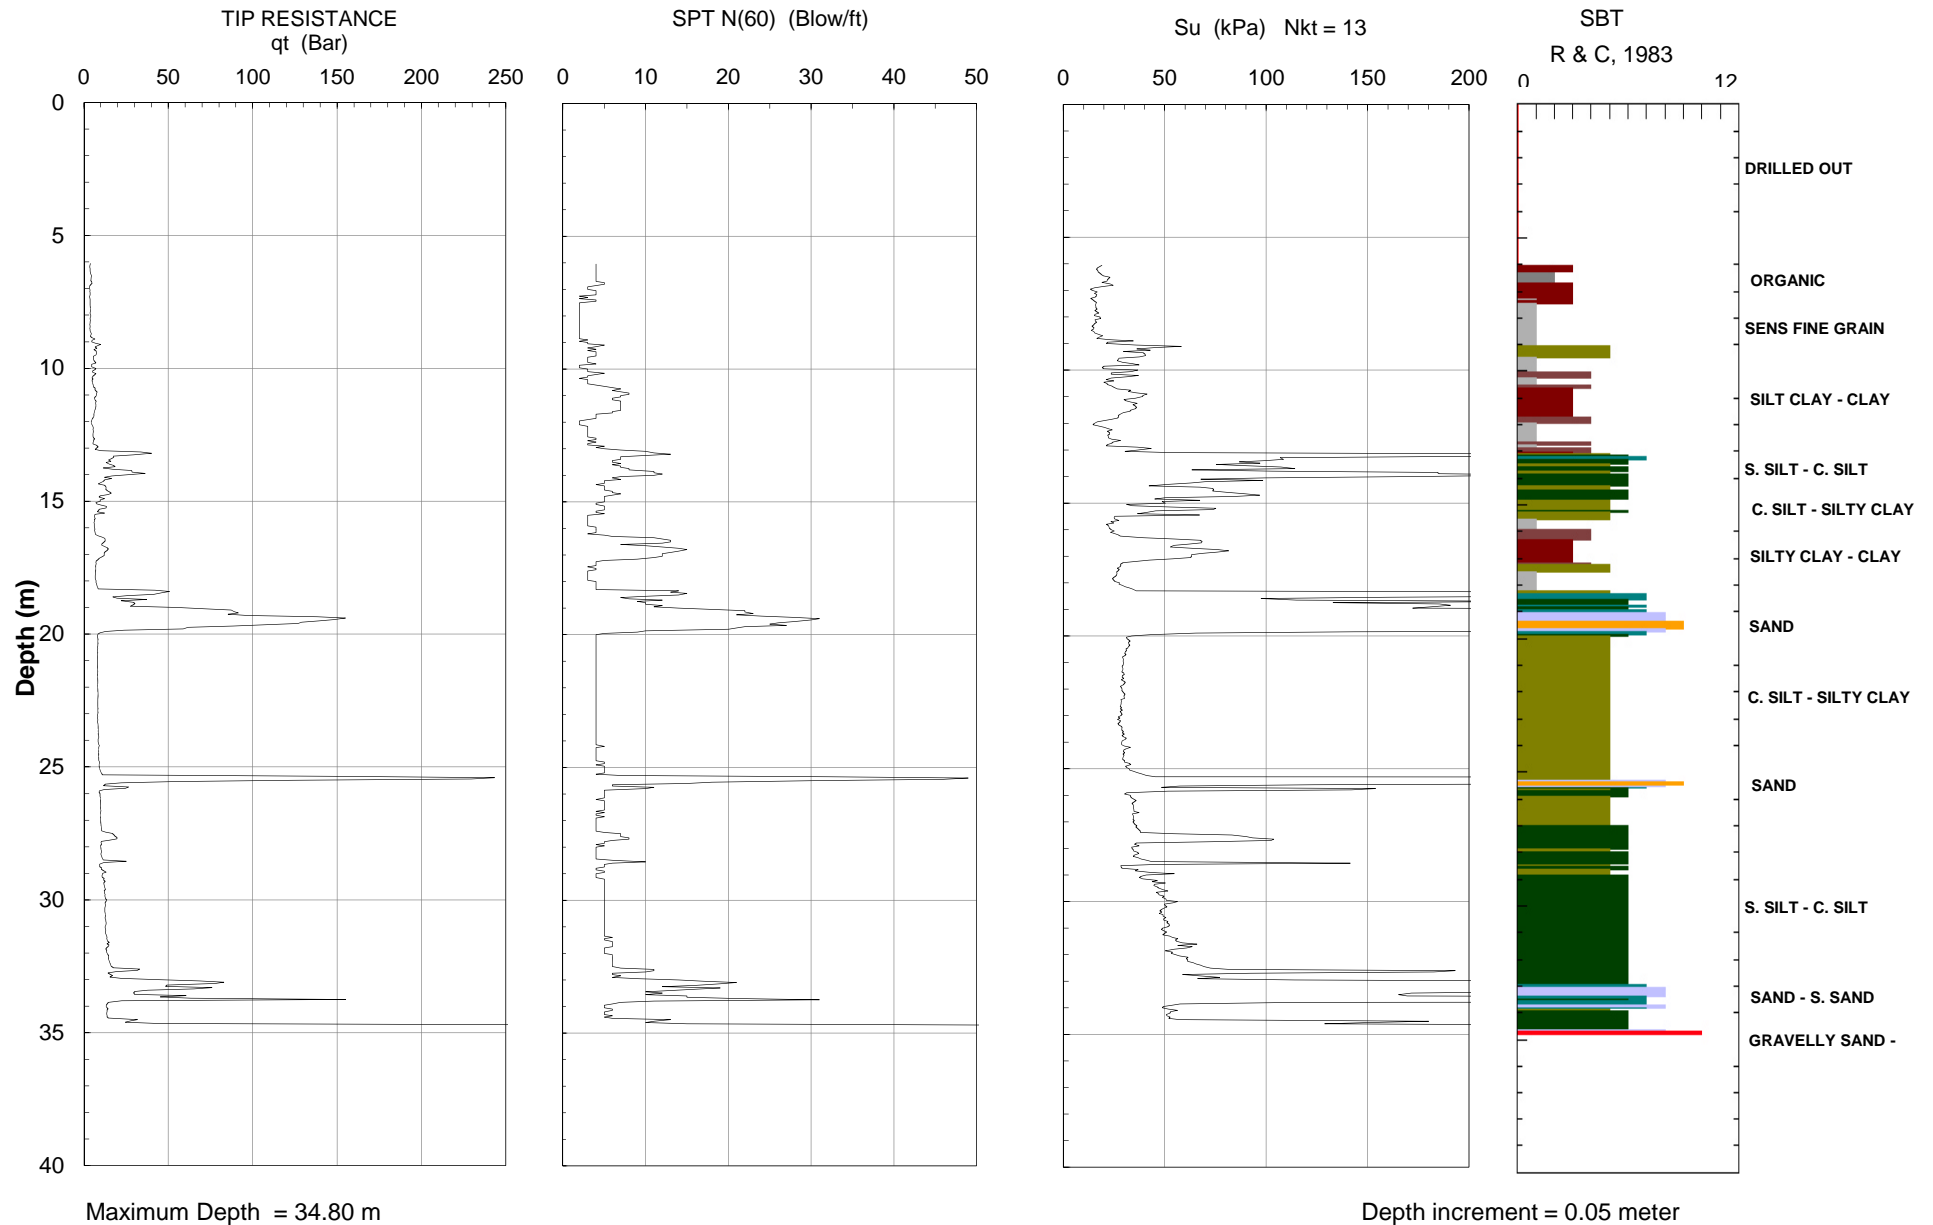 TIP RESISTANCE
qt (Bar)
0 50 100 150 200 250
SPT N(60) (Blow/ft)
0 10 20 30 40 50
Su (kPa) Nkt = 13
0 50 100 150 200
SBT
R & C, 1983
0 12
Depth (m)
0
5
10
15
20
25
30
35
40
DRILLED OUT
ORGANIC
SENS FINE GRAIN
SILT CLAY - CLAY
S. SILT - C. SILT
C. SILT - SILTY CLAY
SILTY CLAY - CLAY
SAND
C. SILT - SILTY CLAY
SAND
S. SILT - C. SILT
SAND - S. SAND
GRAVELLY SAND -
Maximum Depth = 34.80 m
Depth increment = 0.05 meter